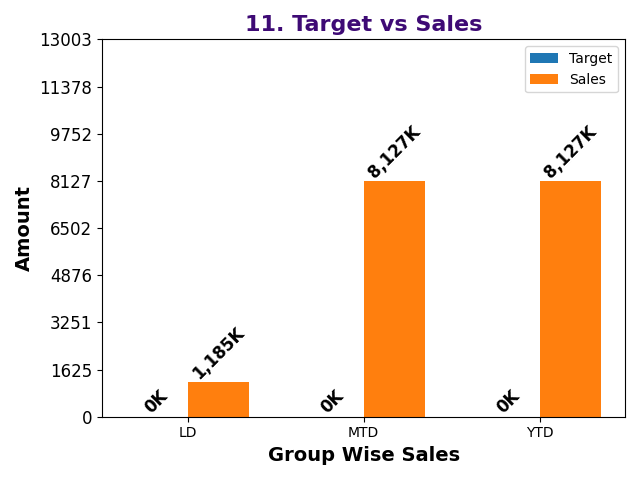 11. Target vs Sales
Target
Sales
13003
11378
9752
8127
6502
4876
3251
1625
0
Amount
0K
1,185K
0K
8,127K
0K
8,127K
LD
MTD
YTD
Group Wise Sales